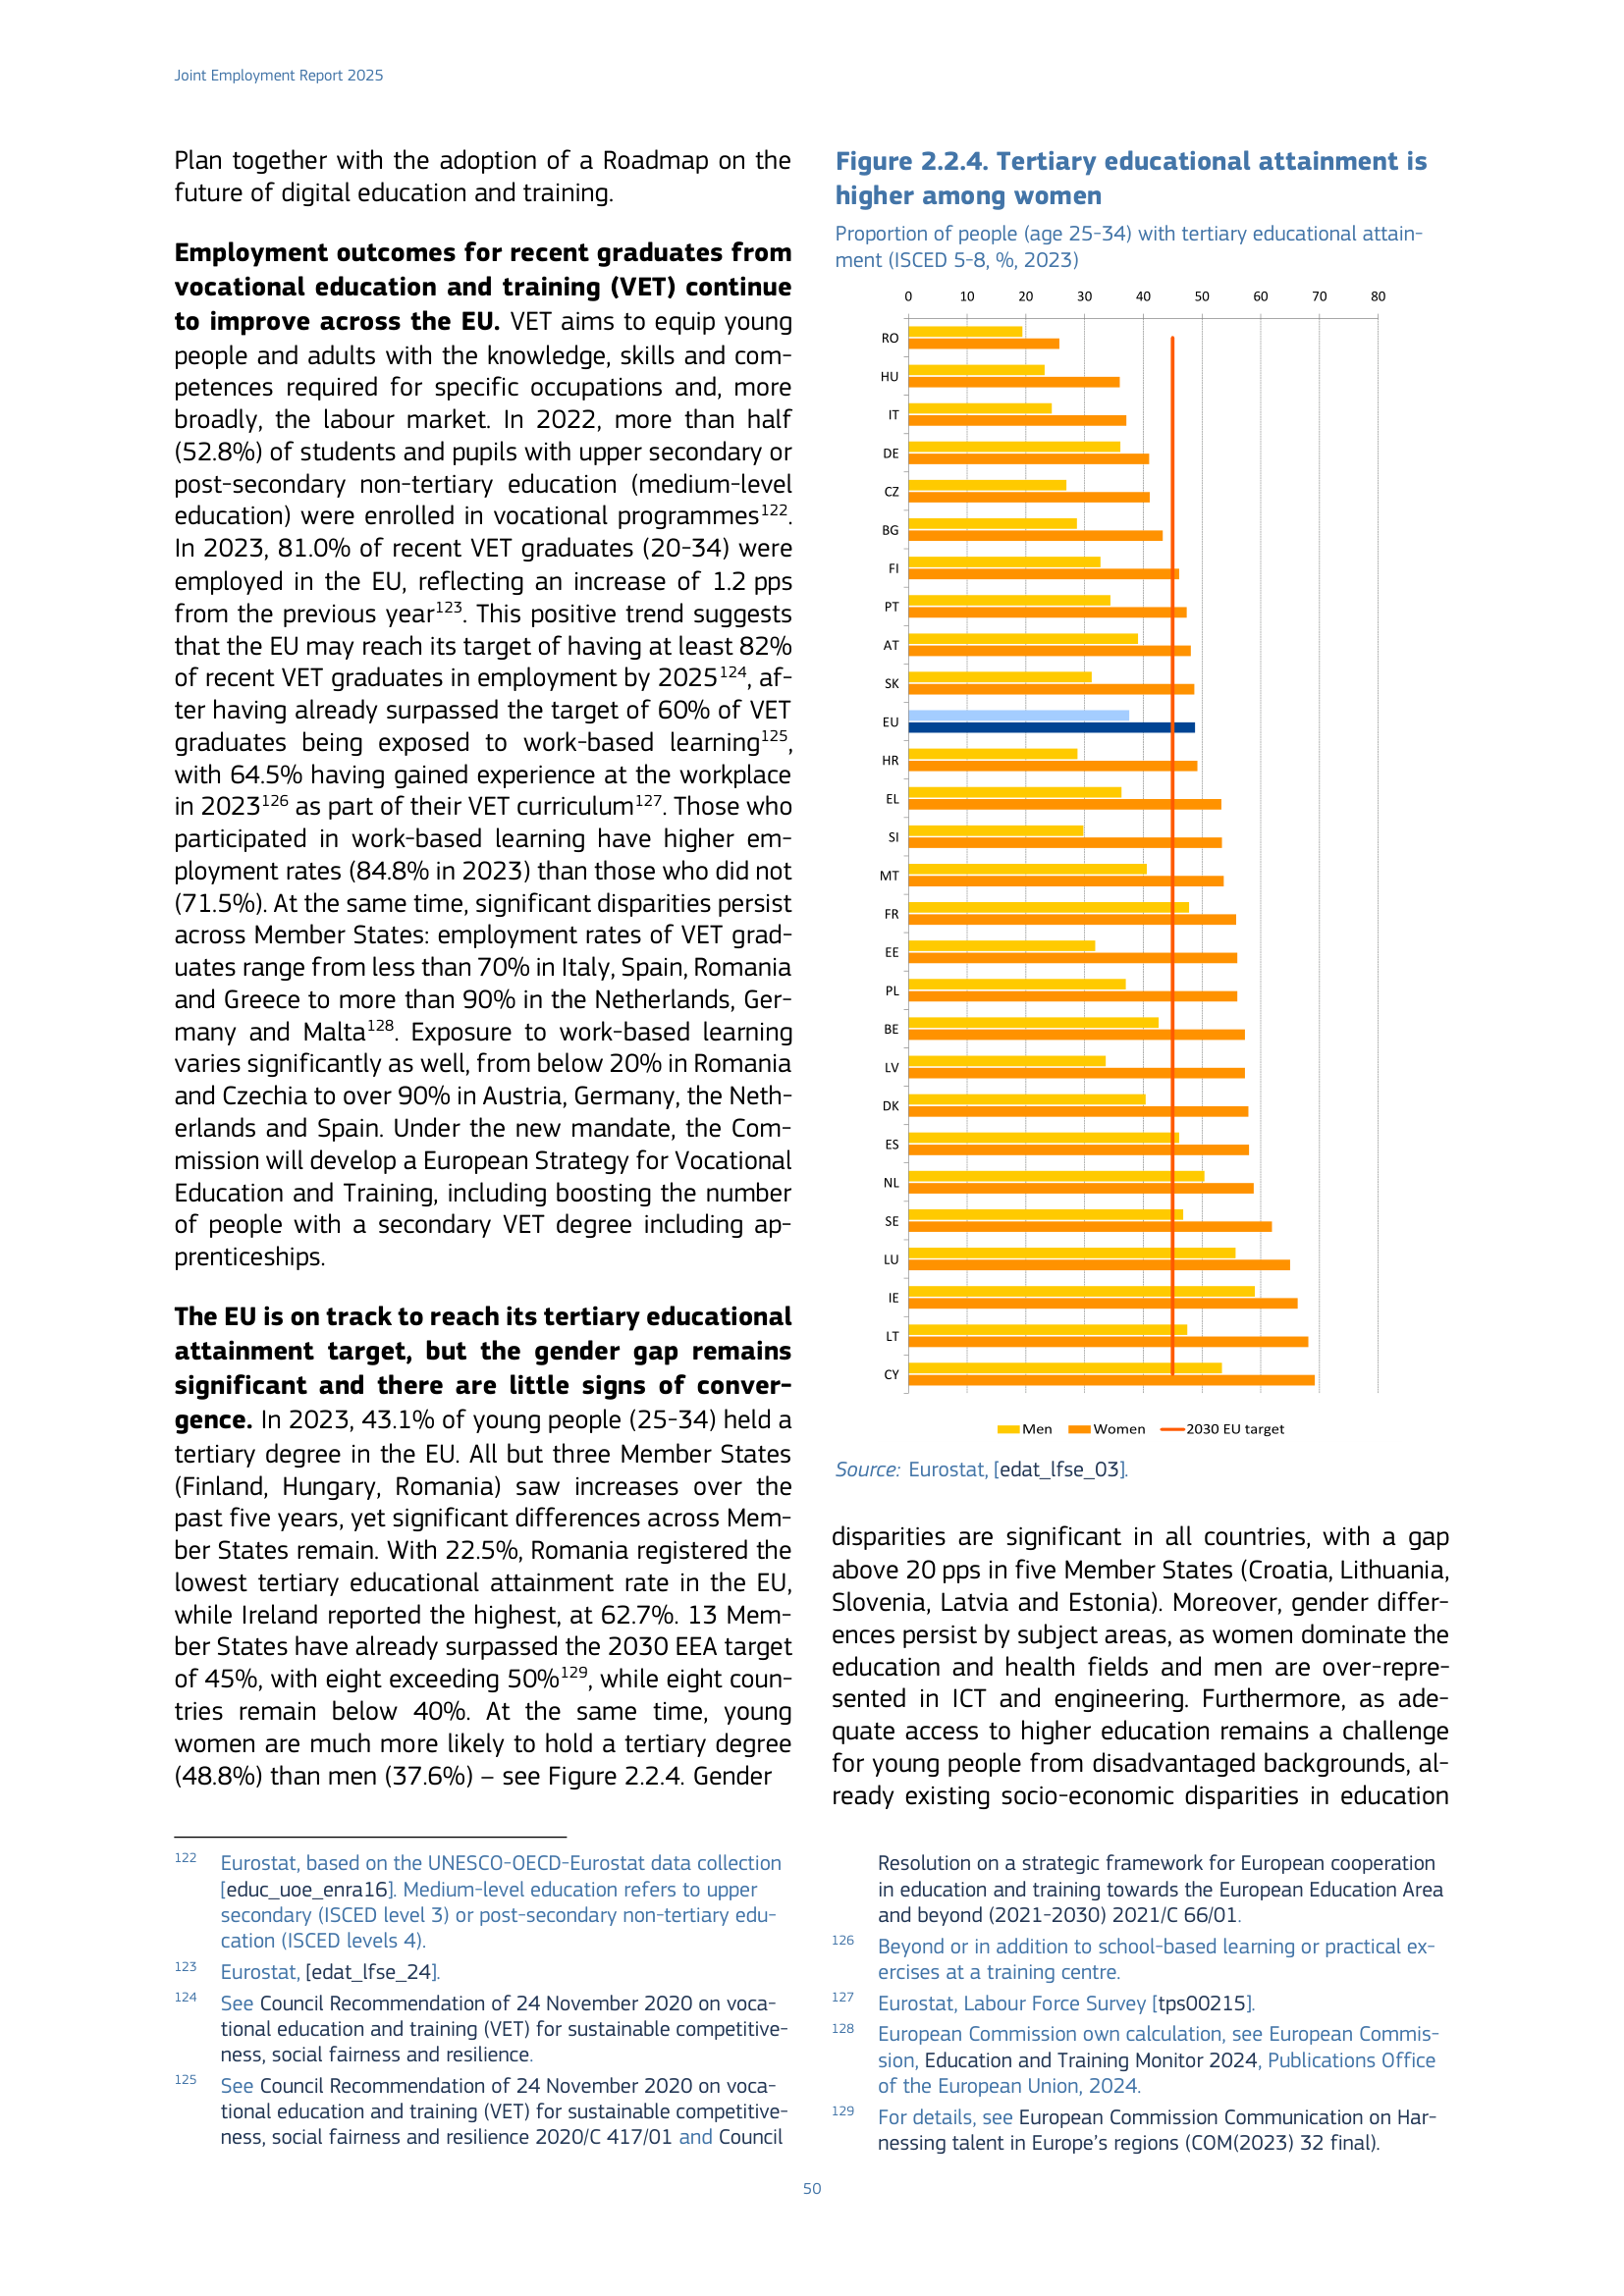 Joint Employment Report 2025
Plan together with the adoption of a Roadmap on the
future of digital education and training.
Employment outcomes for recent graduates from
vocational education and training (VET) continue
to improve across the EU. VET aims to equip young
people and adults with the knowledge, skills and com-
petences required for specific occupations and, more
broadly, the labour market. In 2022, more than half
(52.8%) of students and pupils with upper secondary or
post-secondary non-tertiary education (medium-level
education) were enrolled in vocational programmes122.
In 2023, 81.0% of recent VET graduates (20-34) were
employed in the EU, reflecting an increase of 1.2 pps
from the previous year123. This positive trend suggests
that the EU may reach its target of having at least 82%
of recent VET graduates in employment by 2025124, af-
ter having already surpassed the target of 60% of VET
graduates being exposed to work-based learning125,
with 64.5% having gained experience at the workplace
in 2023126 as part of their VET curriculum127. Those who
participated in work-based learning have higher em-
ployment rates (84.8% in 2023) than those who did not
(71.5%). At the same time, significant disparities persist
across Member States: employment rates of VET grad-
uates range from less than 70% in Italy, Spain, Romania
and Greece to more than 90% in the Netherlands, Ger-
many and Malta128. Exposure to work-based learning
varies significantly as well, from below 20% in Romania
and Czechia to over 90% in Austria, Germany, the Neth-
erlands and Spain. Under the new mandate, the Com-
mission will develop a European Strategy for Vocational
Education and Training, including boosting the number
of people with a secondary VET degree including ap-
prenticeships.
The EU is on track to reach its tertiary educational
attainment target, but the gender gap remains
significant and there are little signs of conver-
gence. In 2023, 43.1% of young people (25-34) held a
tertiary degree in the EU. All but three Member States
(Finland, Hungary, Romania) saw increases over the
past five years, yet significant differences across Mem-
ber States remain. With 22.5%, Romania registered the
lowest tertiary educational attainment rate in the EU,
while Ireland reported the highest, at 62.7%. 13 Mem-
ber States have already surpassed the 2030 EEA target
of 45%, with eight exceeding 50%129, while eight coun-
tries remain below 40%. At the same time, young
women are much more likely to hold a tertiary degree
(48.8%) than men (37.6%) – see Figure 2.2.4. Gender
Figure 2.2.4. Tertiary educational attainment is
higher among women
Proportion of people (age 25-34) with tertiary educational attain-
ment (ISCED 5-8, %, 2023)
0 10 20 30 40 50 60 70 80
RO
HU
IT
DE
CZ
BG
FI
PT
AT
SK
EU
HR
EL
SI
MT
FR
EE
PL
BE
LV
DK
ES
NL
SE
LU
IE
LT
CY
Men Women 2030 EU target
Source: Eurostat, [edat_lfse_03].
disparities are significant in all countries, with a gap
above 20 pps in five Member States (Croatia, Lithuania,
Slovenia, Latvia and Estonia). Moreover, gender differ-
ences persist by subject areas, as women dominate the
education and health fields and men are over-repre-
sented in ICT and engineering. Furthermore, as ade-
quate access to higher education remains a challenge
for young people from disadvantaged backgrounds, al-
ready existing socio-economic disparities in education
122 Eurostat, based on the UNESCO-OECD-Eurostat data collection
[educ_uoe_enra16]. Medium-level education refers to upper
secondary (ISCED level 3) or post-secondary non-tertiary edu-
cation (ISCED levels 4).
123 Eurostat, [edat_lfse_24].
124 See Council Recommendation of 24 November 2020 on voca-
tional education and training (VET) for sustainable competitive-
ness, social fairness and resilience.
125 See Council Recommendation of 24 November 2020 on voca-
tional education and training (VET) for sustainable competitive-
ness, social fairness and resilience 2020/C 417/01 and Council
Resolution on a strategic framework for European cooperation
in education and training towards the European Education Area
and beyond (2021-2030) 2021/C 66/01.
126 Beyond or in addition to school-based learning or practical ex-
ercises at a training centre.
127 Eurostat, Labour Force Survey [tps00215].
128 European Commission own calculation, see European Commis-
sion, Education and Training Monitor 2024, Publications Office
of the European Union, 2024.
129 For details, see European Commission Communication on Har-
nessing talent in Europe's regions (COM(2023) 32 final).
50